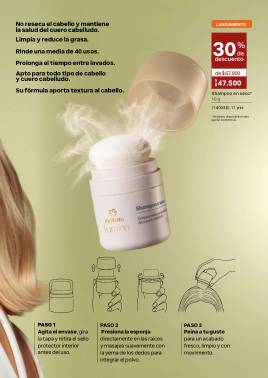 No reseca el cabello y mantiene
la salud del cuero cabelludo.
Limpia y reduce la grasa.
Rinde una media de 40 usos.
Prolonga el tiempo entre lavados.
Apto para todo tipo de cabello
y cuero cabelludo.
Su fórmula aporta textura al cabello.
LANZAMIENTO
30%
de
descuento
de $ 67.900
a $ 47.500
Shampoo en seco*
10 g
11 pts
natura
lumina
Shampoo
PASO 1
Agita el envase, gira
la tapa y retira el sello
protector interior
antes del uso.
PASO 2
Presiona la esponja
directamente en las raíces
y masajea suavemente con
la yema de los dedos para
integrar el polvo.
PASO 3
Peina a tu gusto
para un acabado
fresco, limpio y con
movimiento.